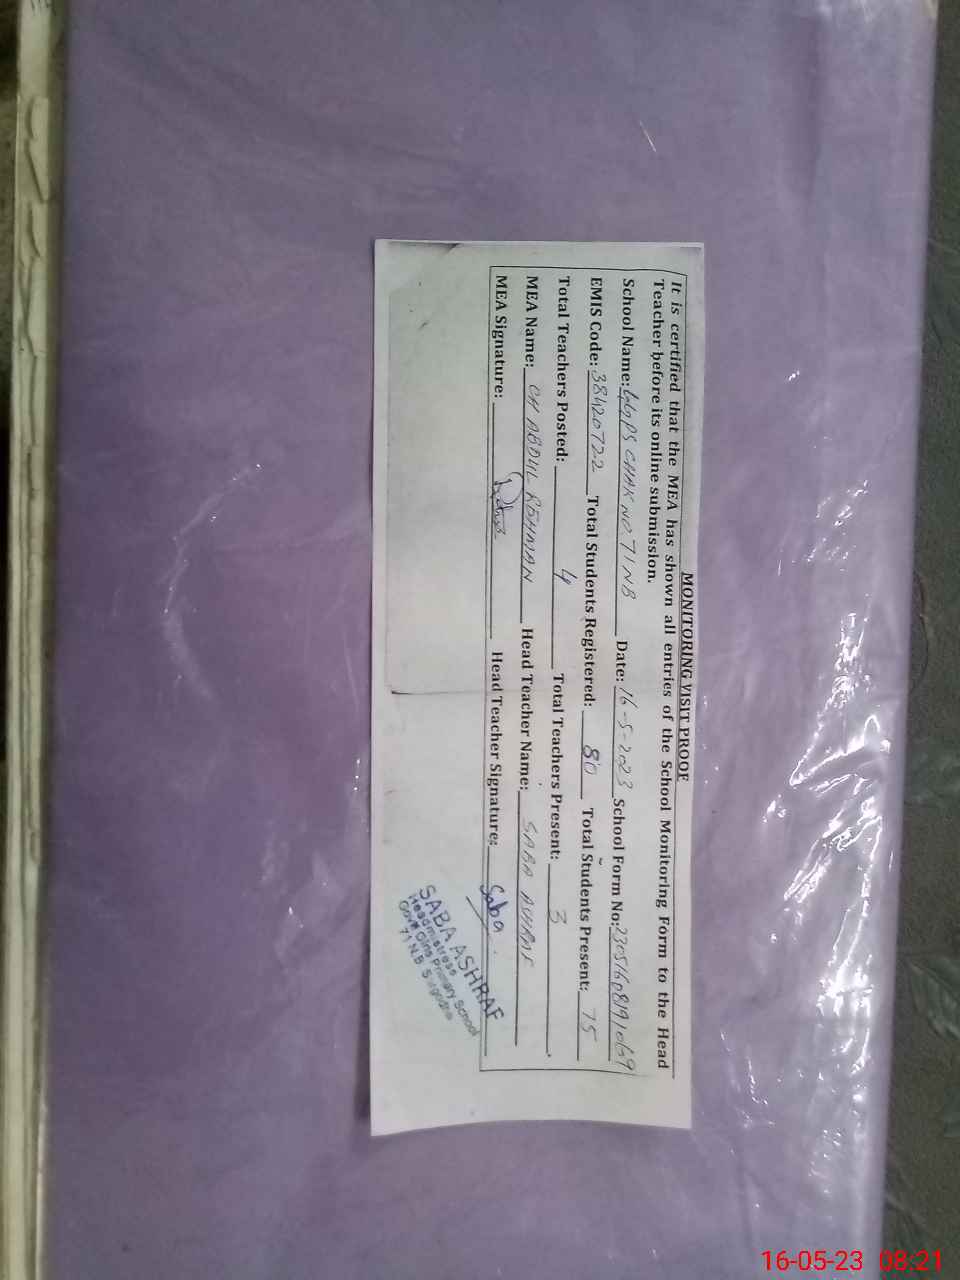 MONITORING VISIT PROOF
It is certified that the MEA has shown all entries of the School Monitoring Form to the Head
Teacher before its online submission.
School Name: GGPS CHAK NO. 71 NB Date: 16-5-2023 School Form No: 23051608191069
EMIS Code: 38420722 Total Students Registered: 80 Total Students Present: 75
Total Teachers Posted: 4 Total Teachers Present: 3
MEA Name: CH ABDUL REHMAN Head Teacher Name: SABA ASHRAF
MEA Signature: Head Teacher Signature: Saba
SABA ASHRAF
Headmistress
Govt. Girls Primary School
71 N.B Sargodha
16-05-23 08:21